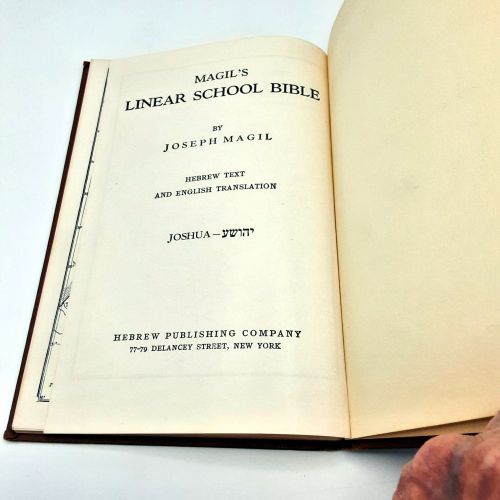 MAGIL'S
LINEAR SCHOOL BIBLE
BY
JOSEPH MAGIL
HEBREW TEXT
AND ENGLISH TRANSLATION
JOSHUA—יהושע
HEBREW PUBLISHING COMPANY
77-79 DELANCEY STREET, NEW YORK